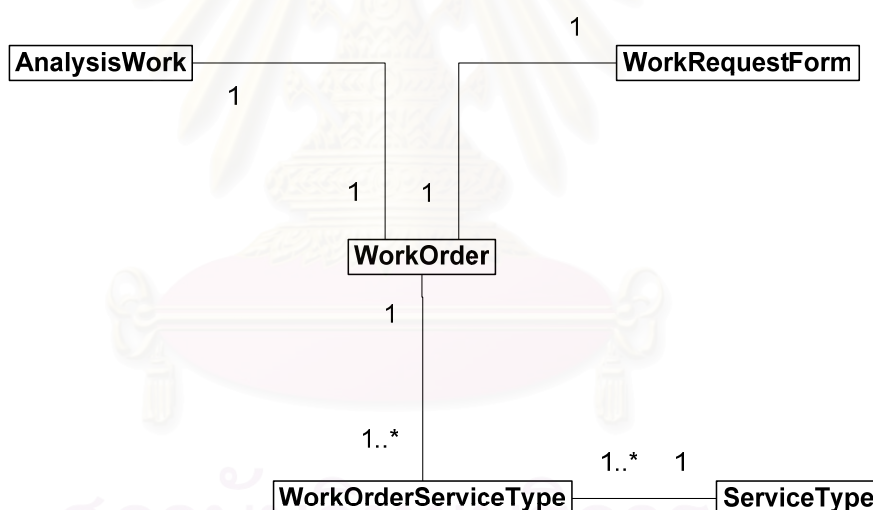 1
AnalysisWork
WorkRequestForm
1
1
1
WorkOrder
1
1..*
1..*
1
WorkOrderServiceType
ServiceType